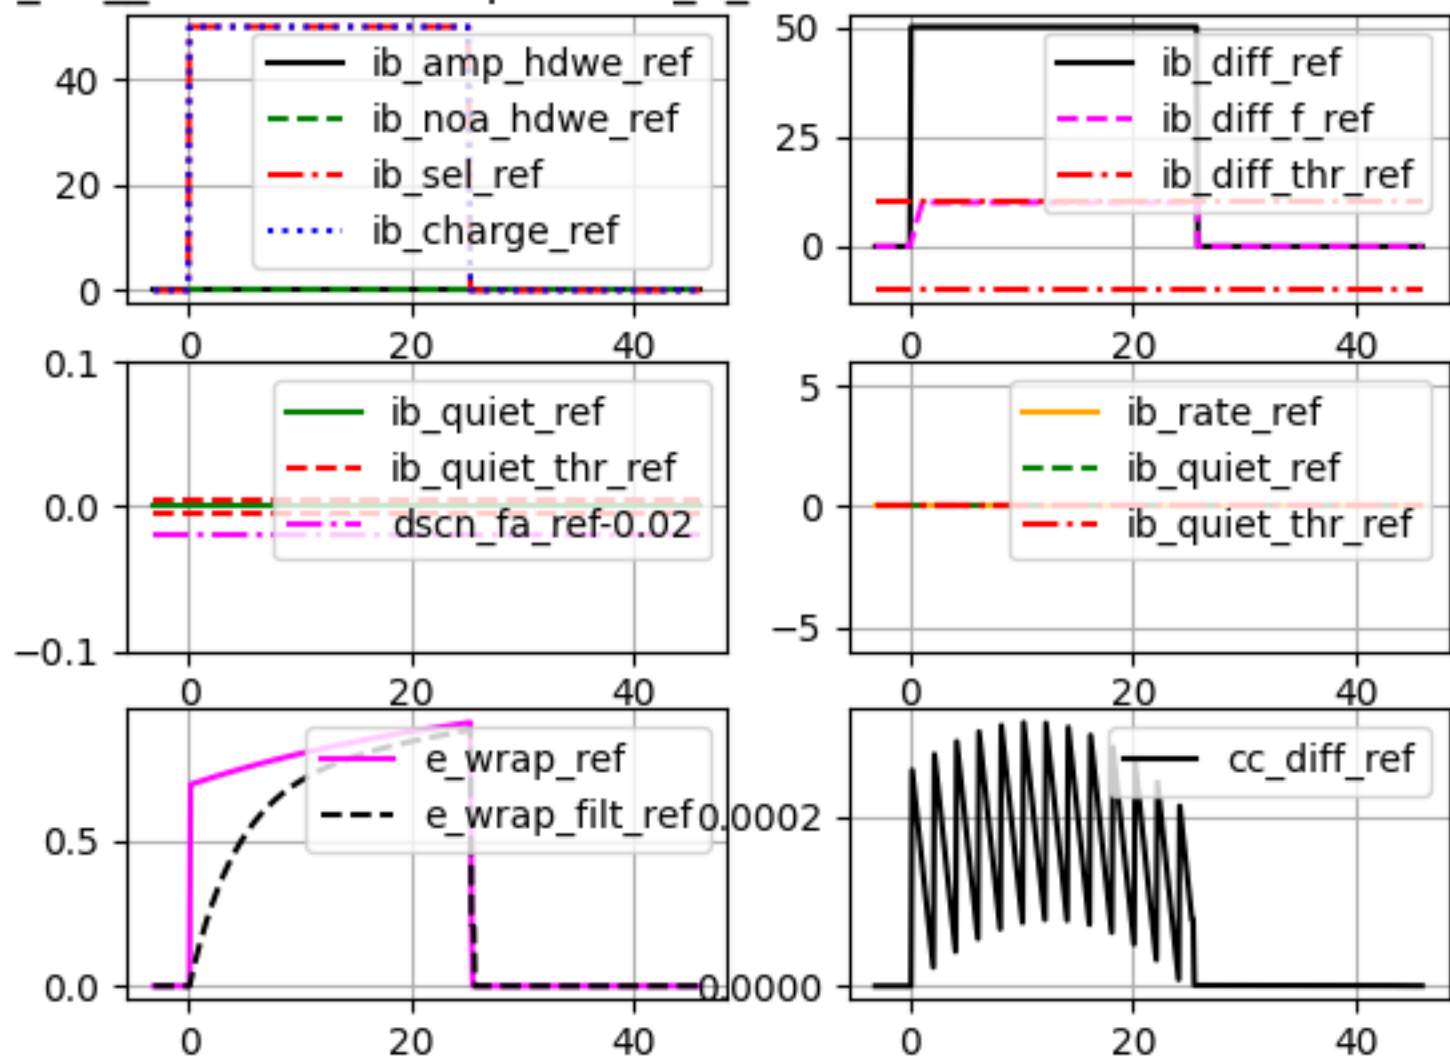 40
20
0
ib_amp_hdwe_ref
ib_noa_hdwe_ref
ib_sel_ref
ib_charge_ref
0 20 40
50
25
0
ib_diff_ref
ib_diff_f_ref
ib_diff_thr_ref
0 20 40
0.1
0.0
−0.1
ib_quiet_ref
ib_quiet_thr_ref
dscn_fa_ref-0.02
0 20 40
5
0
−5
ib_rate_ref
ib_quiet_ref
ib_quiet_thr_ref
0 20 40
0.5
0.0
e_wrap_ref
e_wrap_filt_ref
0 20 40
0.0002
0.0000
cc_diff_ref
0 20 40